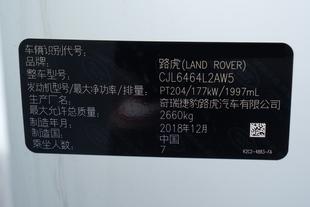 车辆识别代号：
品牌： 路虎(LAND ROVER)
整车型号： CJL6464L2AW5
发动机型号/最大净功率/排量： PT204/177kW/1997mL
生产厂名： 奇瑞捷豹路虎汽车有限公司
最大允许总质量： 2660kg
制造年月： 2018年12月
制造国： 中国
乘坐人数： 7
K2C2-4883-FA